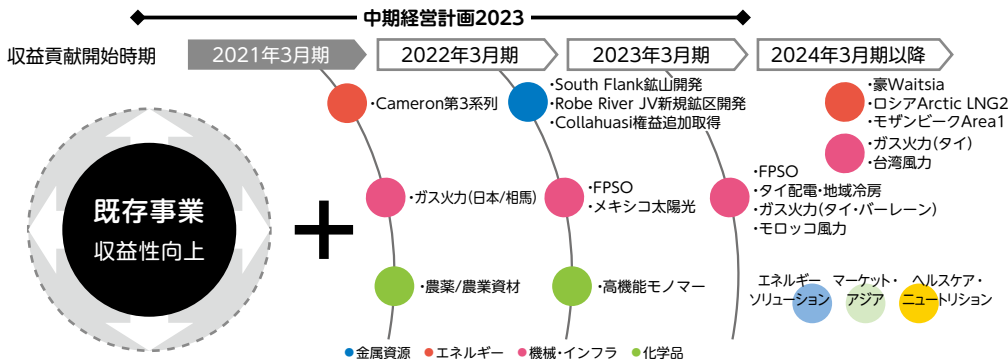 中期経営計画2023
収益貢献開始時期
2021年3月期
2022年3月期
2023年3月期
2024年3月期以降
既存事業
収益性向上
・Cameron第3系列
・ガス火力(日本/相馬)
・農薬/農業資材
・South Flank鉱山開発
・Robe River JV新規鉱区開発
・Collahuasi権益追加取得
・FPSO
・メキシコ太陽光
・高機能モノマー
・FPSO
・タイ配電・地域冷房
・ガス火力(タイ・バーレーン)
・モロッコ風力
・豪Waitsia
・ロシアArctic LNG2
・モザンビークArea1
・ガス火力(タイ)
・台湾風力
エネルギー
ソリューション
マーケット・
アジア
ヘルスケア・
ニュートリション
●金属資源 ●エネルギー ●機械・インフラ ●化学品